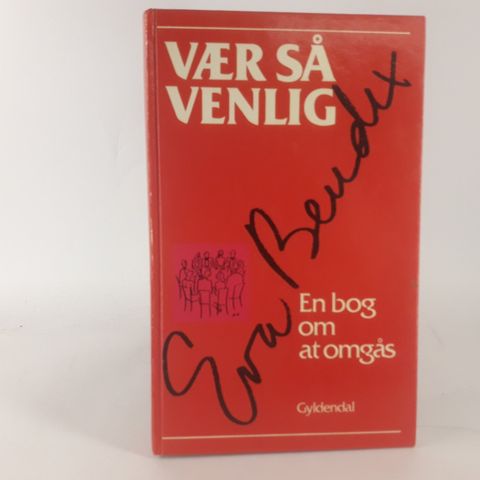 VÆR SÅ
VENLIG
Eva Bendix
En bog
om
at omgås
Gyldendal